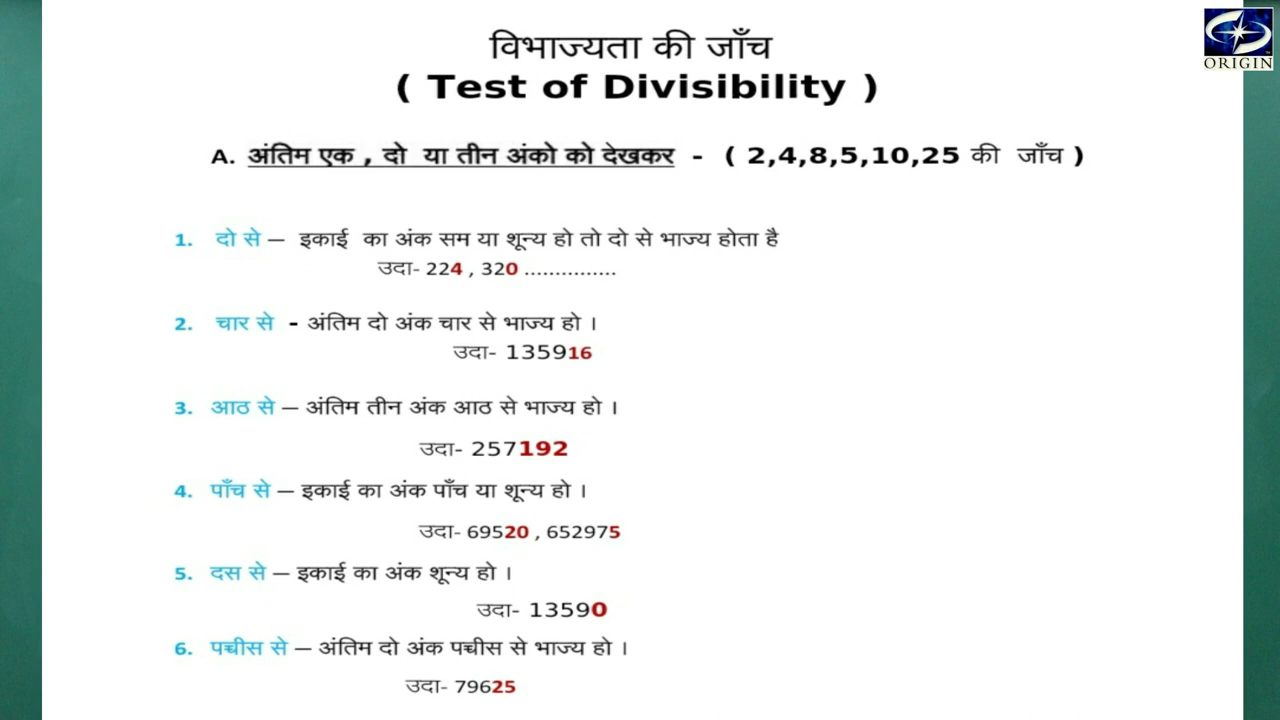 विभाज्यता की जाँच
( Test of Divisibility )
ORIGIN
A. अंतिम एक , दो या तीन अंको को देखकर - ( 2,4,8,5,10,25 की जाँच )
1. दो से – इकाई का अंक सम या शून्य हो तो दो से भाज्य होता है
उदा- 224 , 320 ...............
2. चार से - अंतिम दो अंक चार से भाज्य हो ।
उदा- 135916
3. आठ से – अंतिम तीन अंक आठ से भाज्य हो ।
उदा- 257192
4. पाँच से – इकाई का अंक पाँच या शून्य हो ।
उदा- 69520 , 652975
5. दस से – इकाई का अंक शून्य हो ।
उदा- 13590
6. पच्चीस से – अंतिम दो अंक पच्चीस से भाज्य हो ।
उदा- 79625